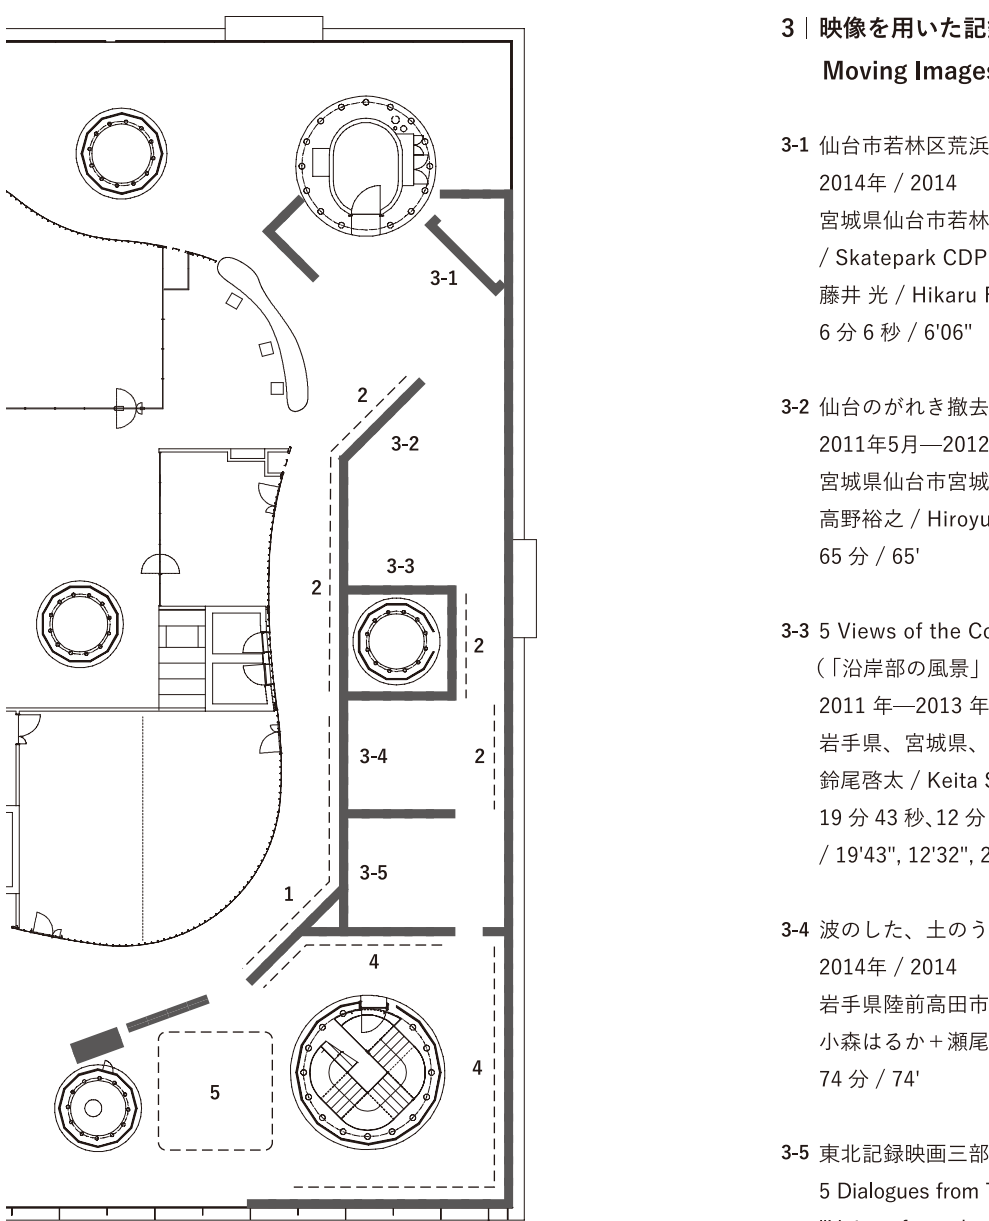 3-1
2
3-2
3-3
2
2
3-4
2
3-5
1
4
4
5
3｜映像を用いた記
Moving Images
3-1 仙台市若林区荒浜
2014年 / 2014
宮城県仙台市若林
/ Skatepark CDP
藤井 光 / Hikaru F
6 分 6 秒 / 6'06"
3-2 仙台のがれき撤去
2011年5月—2012
宮城県仙台市宮城
高野裕之 / Hiroyu
65 分 / 65'
3-3 5 Views of the Co
（「沿岸部の風景」
2011 年—2013 年
岩手県、宮城県、
鈴尾啓太 / Keita S
19 分 43 秒、12 分
/ 19'43", 12'32", 2
3-4 波のした、土のう
2014年 / 2014
岩手県陸前高田市
小森はるか＋瀬尾
74 分 / 74'
3-5 東北記録映画三部
5 Dialogues from T